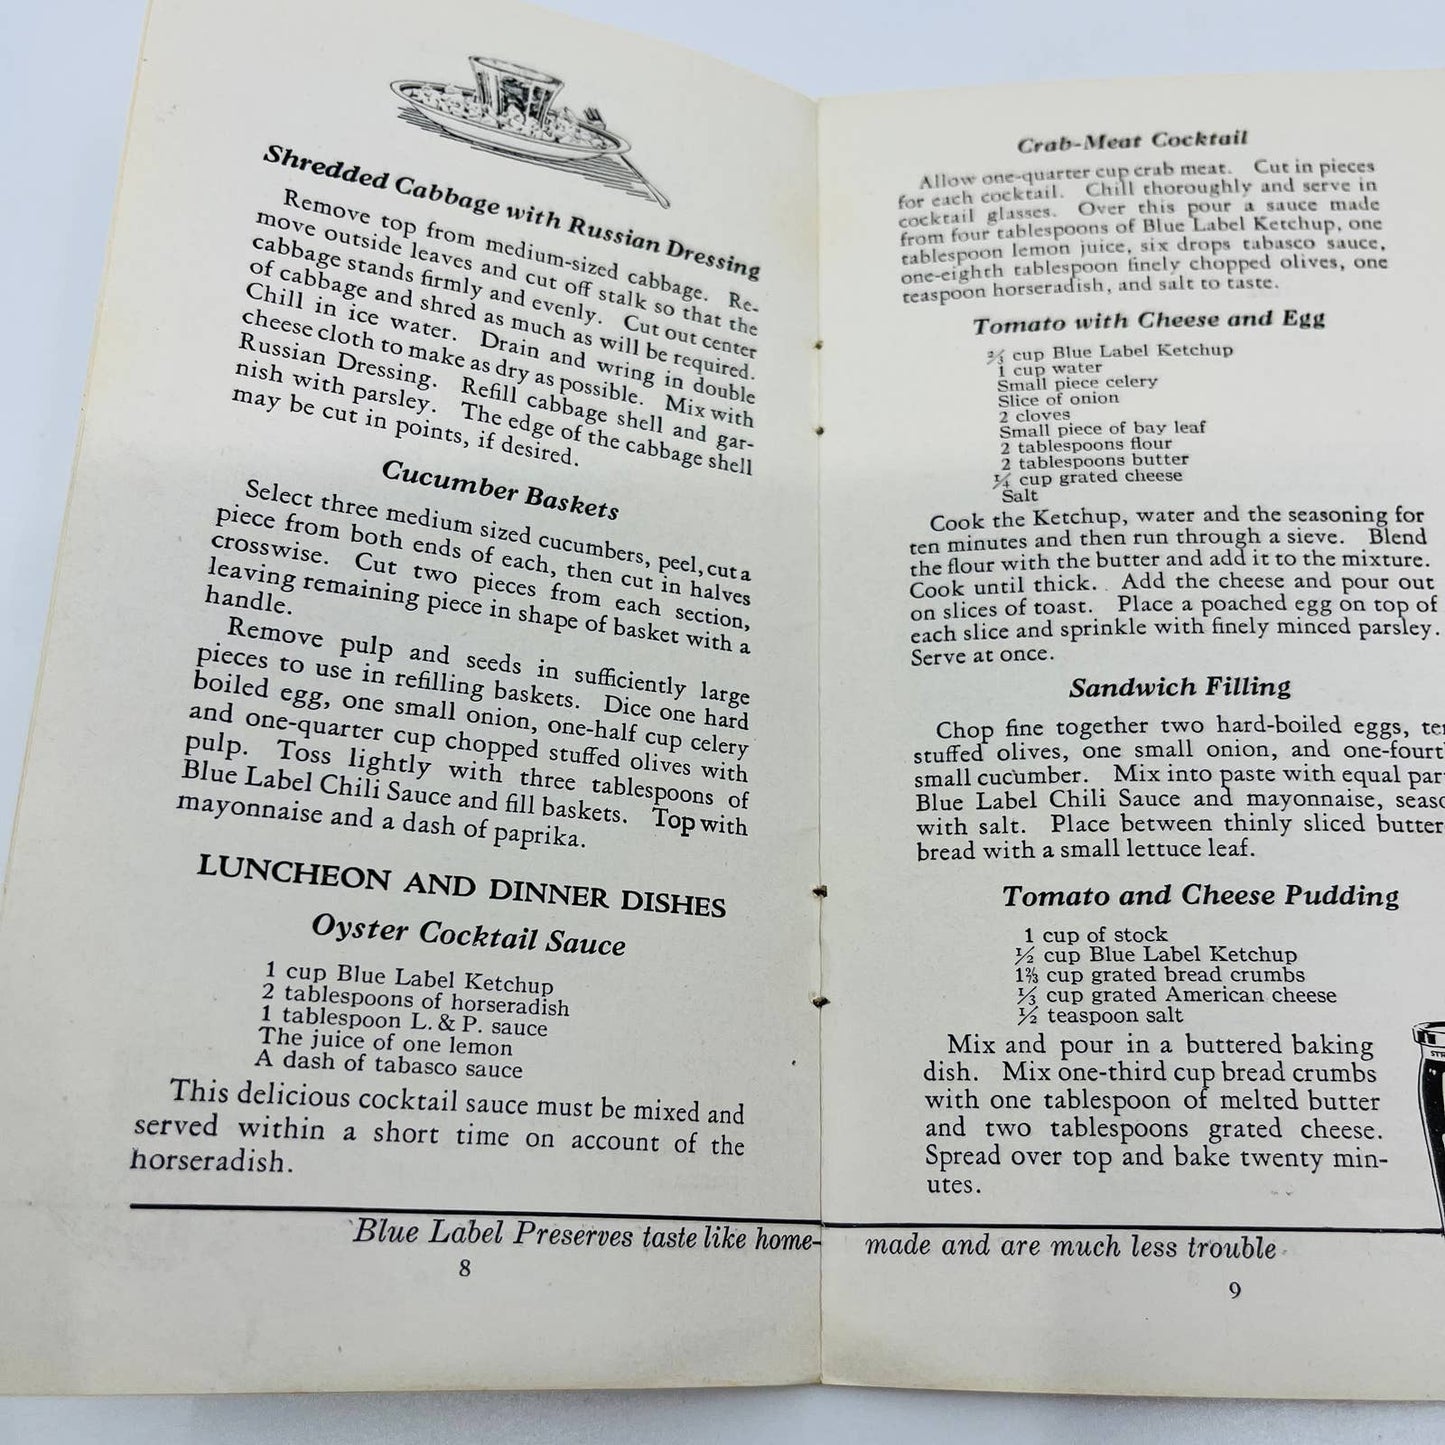 Shredded Cabbage with Russian Dressing
Remove top from medium-sized cabbage. Re-
move outside leaves and cut off stalk so that the
cabbage stands firmly and evenly. Cut out center
of cabbage and shred as much as will be required.
Chill in ice water. Drain and wring in double
cheese cloth to make as dry as possible. Mix with
Russian Dressing. Refill cabbage shell and gar-
nish with parsley. The edge of the cabbage shell
may be cut in points, if desired.
Cucumber Baskets
Select three medium sized cucumbers, peel, cut a
piece from both ends of each, then cut in halves
crosswise. Cut two pieces from each section,
leaving remaining piece in shape of basket with a
handle.
Remove pulp and seeds in sufficiently large
pieces to use in refilling baskets. Dice one hard
boiled egg, one small onion, one-half cup celery
and one-quarter cup chopped stuffed olives with
pulp. Toss lightly with three tablespoons of
Blue Label Chili Sauce and fill baskets. Top with
mayonnaise and a dash of paprika.
LUNCHEON AND DINNER DISHES
Oyster Cocktail Sauce
1 cup Blue Label Ketchup
2 tablespoons of horseradish
1 tablespoon L. & P. sauce
The juice of one lemon
A dash of tabasco sauce
This delicious cocktail sauce must be mixed and
served within a short time on account of the
horseradish.
Blue Label Preserves taste like home-
8
Crab-Meat Cocktail
Allow one-quarter cup crab meat. Cut in pieces
for each cocktail. Chill thoroughly and serve in
cocktail glasses. Over this pour a sauce made
from four tablespoons of Blue Label Ketchup, one
tablespoon lemon juice, six drops tabasco sauce,
one-eighth tablespoon finely chopped olives, one
teaspoon horseradish, and salt to taste.
Tomato with Cheese and Egg
⅔ cup Blue Label Ketchup
1 cup water
Small piece celery
Slice of onion
2 cloves
Small piece of bay leaf
2 tablespoons flour
2 tablespoons butter
¼ cup grated cheese
Salt
Cook the Ketchup, water and the seasoning for
ten minutes and then run through a sieve. Blend
the flour with the butter and add it to the mixture.
Cook until thick. Add the cheese and pour out
on slices of toast. Place a poached egg on top of
each slice and sprinkle with finely minced parsley.
Serve at once.
Sandwich Filling
Chop fine together two hard-boiled eggs,
stuffed olives, one small onion, and one-fourt
small cucumber. Mix into paste with equal par
Blue Label Chili Sauce and mayonnaise, seas
with salt. Place between thinly sliced butter
bread with a small lettuce leaf.
Tomato and Cheese Pudding
1 cup of stock
½ cup Blue Label Ketchup
1⅔ cup grated bread crumbs
⅓ cup grated American cheese
½ teaspoon salt
Mix and pour in a buttered baking
dish. Mix one-third cup bread crumbs
with one tablespoon of melted butter
and two tablespoons grated cheese.
Spread over top and bake twenty min-
utes.
made and are much less trouble
9